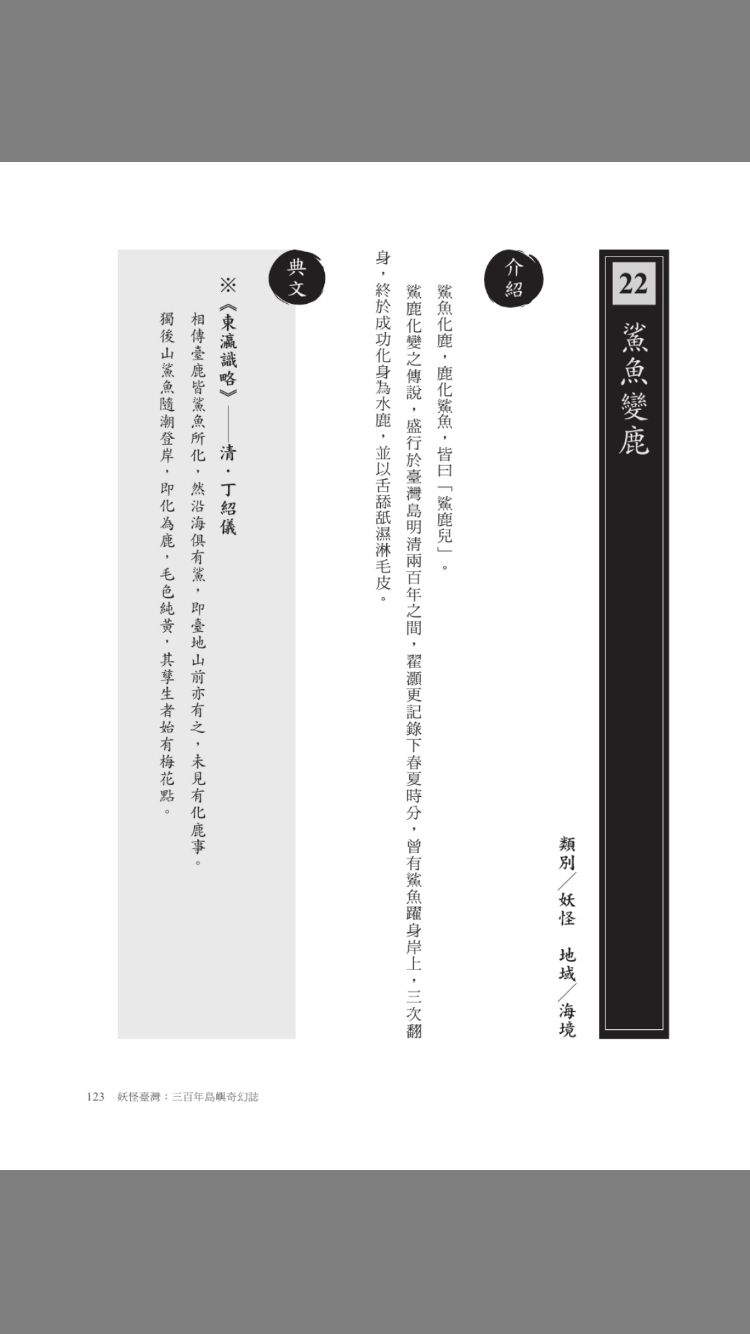 22
鯊魚變鹿
類別／妖怪　地域／海境
介紹
鯊魚化鹿，鹿化鯊魚，皆曰「鯊鹿兒」。
鯊鹿化變之傳說，盛行於臺灣島明清兩百年之間，翟灝更記錄下春夏時分，曾有鯊魚躍身岸上，三次翻
身，終於成功化身為水鹿，並以舌舔舐濕淋毛皮。
典文
※《東瀛識略》——清．丁紹儀
相傳臺鹿皆鯊魚所化，然沿海俱有鯊，即臺地山前亦有之，未見有化鹿事。
獨後山鯊魚隨潮登岸，即化為鹿，毛色純黃，其孳生者始有梅花點。
123　妖怪臺灣：三百年島嶼奇幻誌